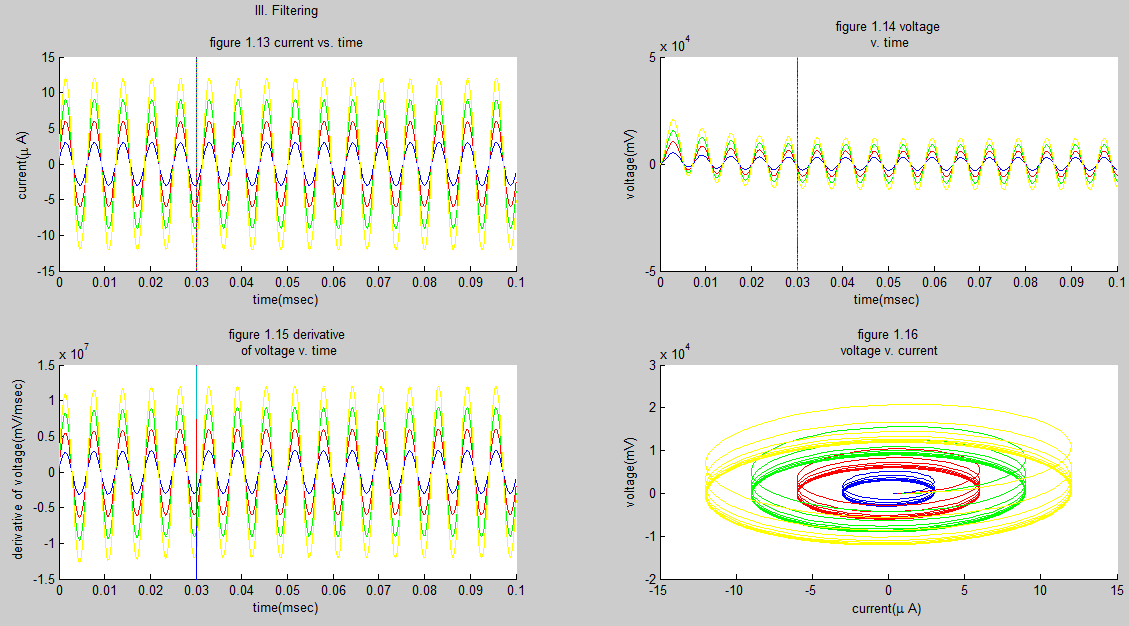 III. Filtering
figure 1.13 current vs. time
15
10
5
0
-5
-10
-15
current(μ A)
0 0.01 0.02 0.03 0.04 0.05 0.06 0.07 0.08 0.09 0.1
time(msec)
figure 1.14 voltage
v. time
x 10^4
5
0
-5
voltage(mV)
0 0.01 0.02 0.03 0.04 0.05 0.06 0.07 0.08 0.09 0.1
time(msec)
figure 1.15 derivative
of voltage v. time
x 10^7
1.5
1
0.5
0
-0.5
-1
-1.5
derivative of voltage(mV/msec)
0 0.01 0.02 0.03 0.04 0.05 0.06 0.07 0.08 0.09 0.1
time(msec)
figure 1.16
voltage v. current
x 10^4
3
2
1
0
-1
-2
voltage(mV)
-15 -10 -5 0 5 10 15
current(μ A)